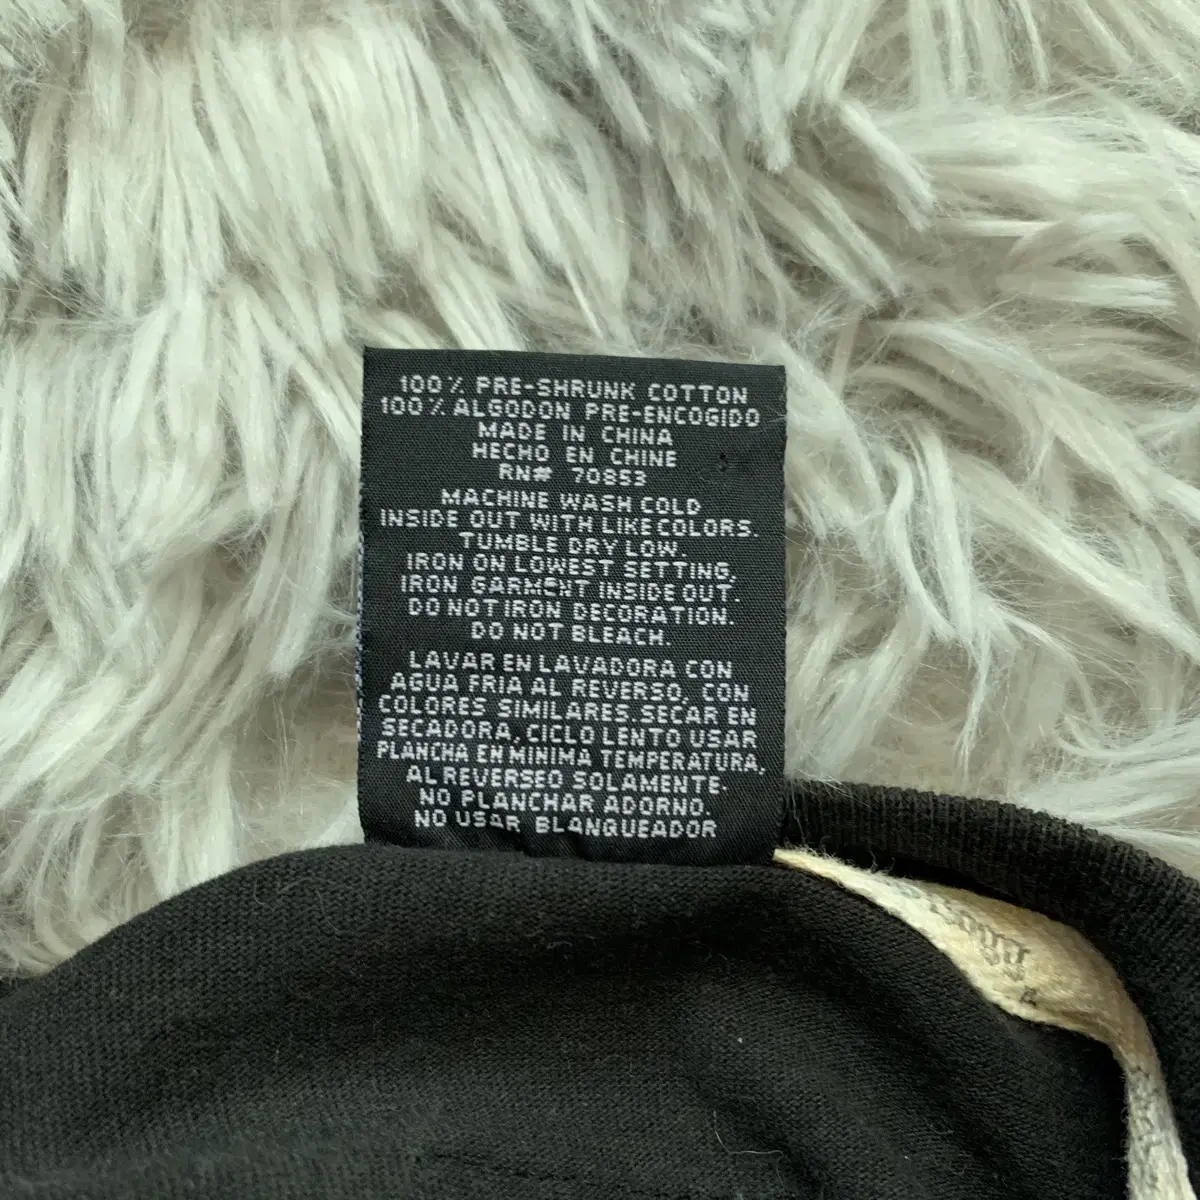 100% PRE-SHRUNK COTTON
100% ALGODON PRE-ENCOGIDO
MADE IN CHINA
HECHO EN CHINE
RN# 70853
MACHINE WASH COLD
INSIDE OUT WITH LIKE COLORS.
TUMBLE DRY LOW.
IRON ON LOWEST SETTING,
IRON GARMENT INSIDE OUT.
DO NOT IRON DECORATION.
DO NOT BLEACH.
LAVAR EN LAVADORA CON
AGUA FRIA AL REVERSO, CON
COLORES SIMILARES.SECAR EN
SECADORA, CICLO LENTO USAR
PLANCHA EN MINIMA TEMPERATURA,
AL REVERSEO SOLAMENTE.
NO PLANCHAR ADORNO.
NO USAR BLANQUEADOR